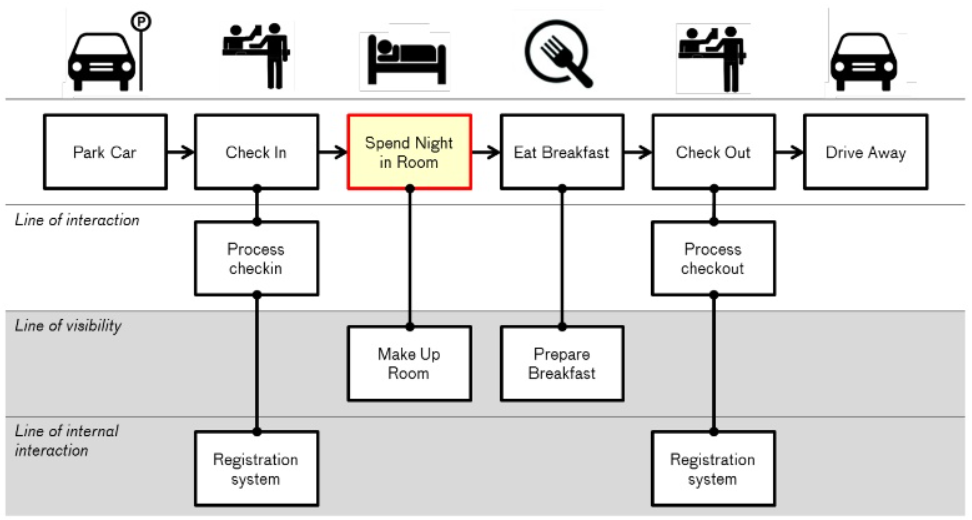 P
Park Car
Check In
Spend Night
in Room
Eat Breakfast
Check Out
Drive Away
Line of interaction
Process
checkin
Process
checkout
Line of visibility
Make Up
Room
Prepare
Breakfast
Line of internal
interaction
Registration
system
Registration
system